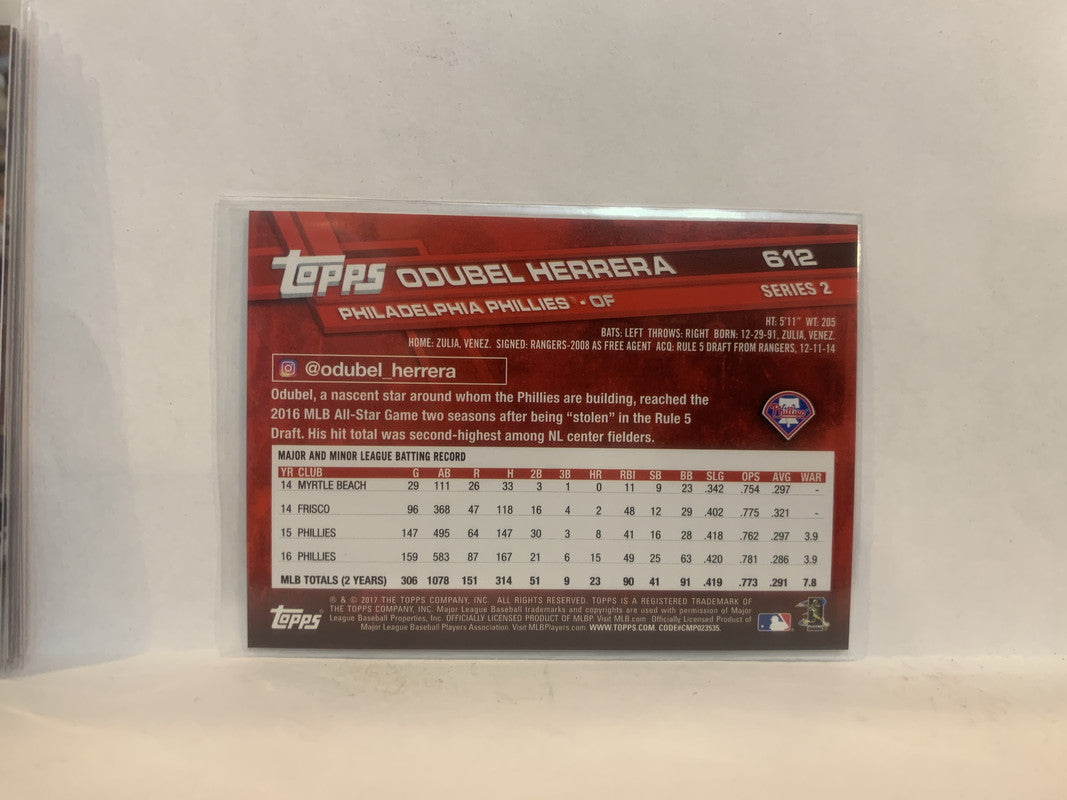 topps ODUBEL HERRERA 612
PHILADELPHIA PHILLIES - OF SERIES 2
HT: 5'11" WT: 205
BATS: LEFT THROWS: RIGHT BORN: 12-29-91, ZULIA, VENEZ.
HOME: ZULIA, VENEZ. SIGNED: RANGERS-2008 AS FREE AGENT ACQ: RULE 5 DRAFT FROM RANGERS, 12-11-14
@odubel_herrera
Odubel, a nascent star around whom the Phillies are building, reached the
2016 MLB All-Star Game two seasons after being “stolen” in the Rule 5
Draft. His hit total was second-highest among NL center fielders.
Phillies
MAJOR AND MINOR LEAGUE BATTING RECORD
YR CLUB G AB R H 2B 3B HR RBI SB BB SLG OPS AVG WAR
14 MYRTLE BEACH 29 111 26 33 3 1 0 11 9 23 .342 .754 .297 -
14 FRISCO 96 368 47 118 16 4 2 48 12 29 .402 .775 .321 -
15 PHILLIES 147 495 64 147 30 3 8 41 16 28 .418 .762 .297 3.9
16 PHILLIES 159 583 87 167 21 6 15 49 25 63 .420 .781 .286 3.9
MLB TOTALS (2 YEARS) 306 1078 151 314 51 9 23 90 41 91 .419 .773 .291 7.8
topps
® & © 2017 THE TOPPS COMPANY, INC. ALL RIGHTS RESERVED. TOPPS IS A REGISTERED TRADEMARK OF
THE TOPPS COMPANY, INC. Major League Baseball trademarks and copyrights are used with permission of Major
League Baseball Properties, Inc. OFFICIALLY LICENSED PRODUCT OF MLBP. Visit MLB.com Officially Licensed Product of
Major League Baseball Players Association. Visit MLBPlayers.com WWW.TOPPS.COM. CODE#CMP023535.